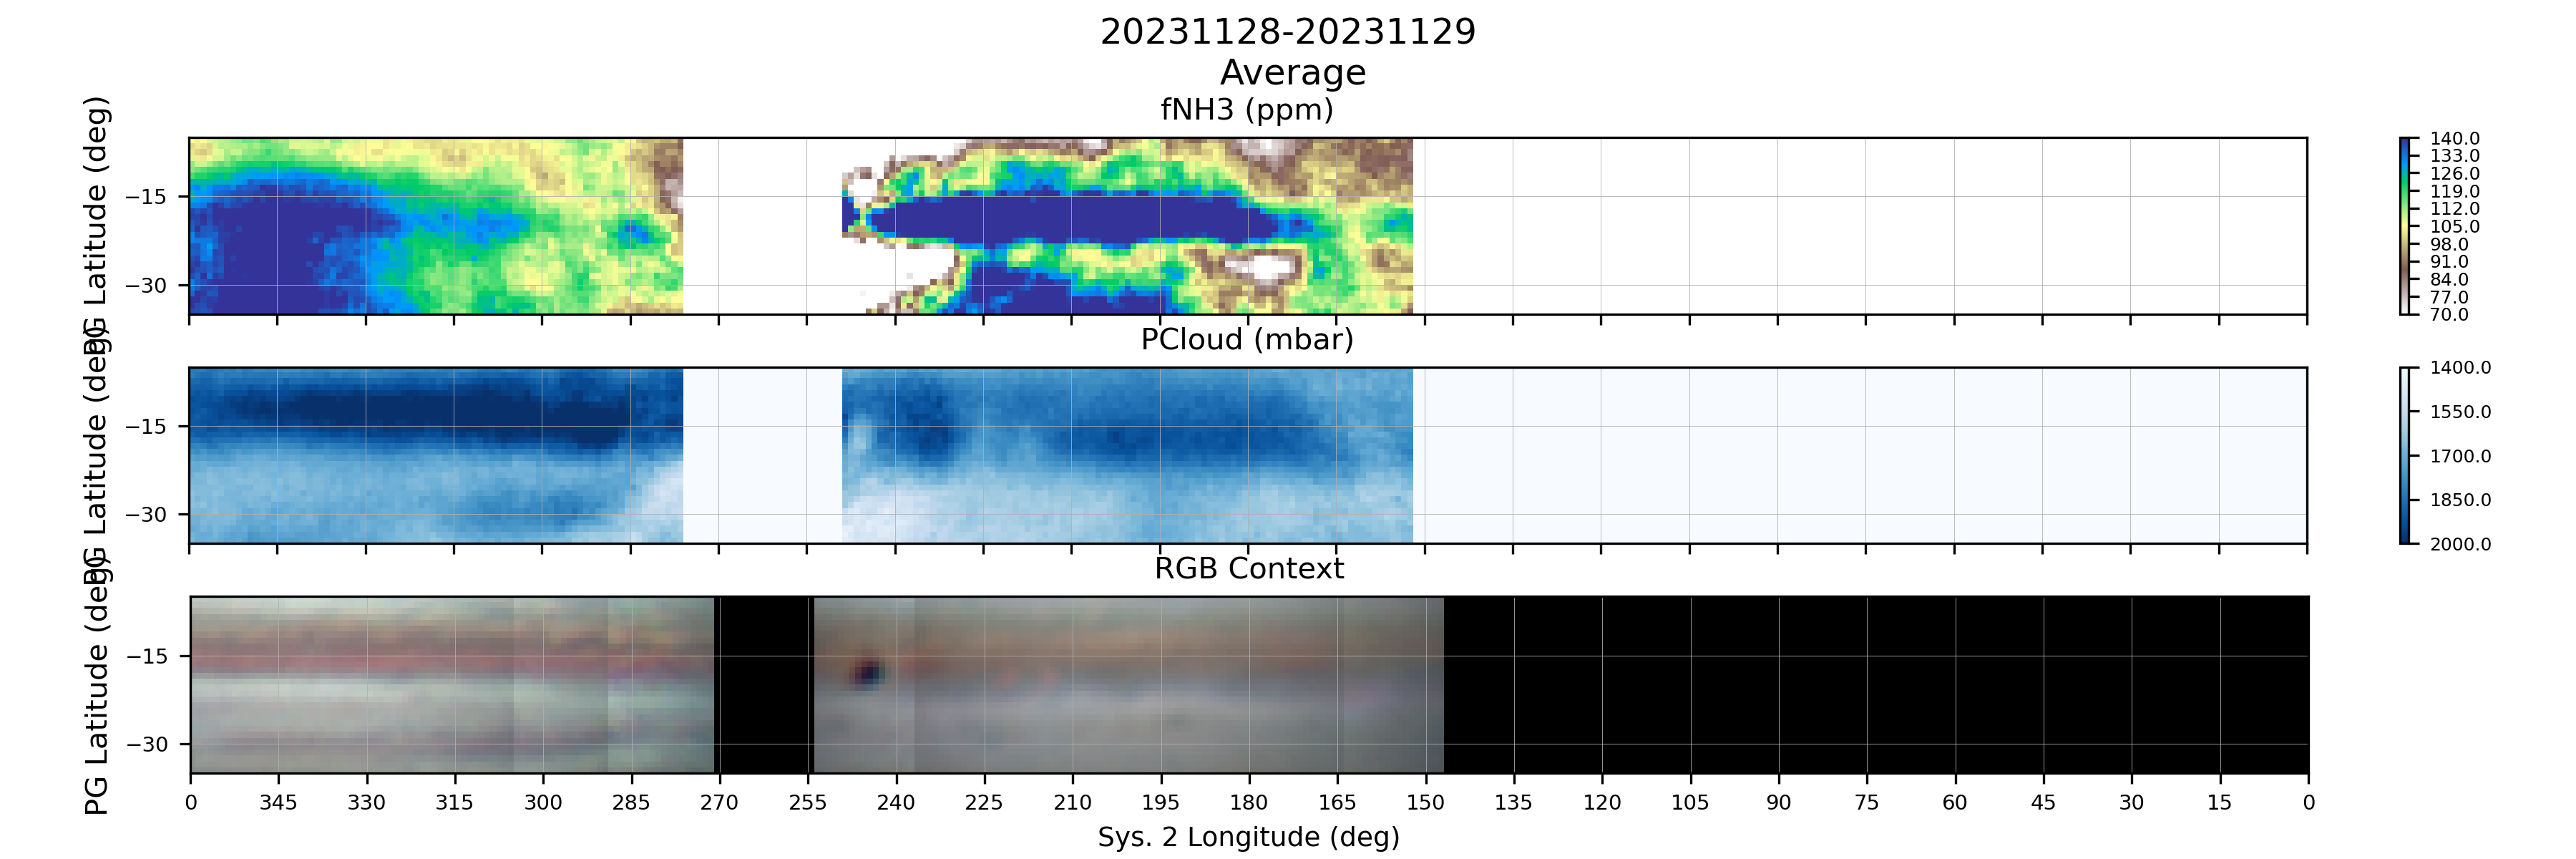 20231128-20231129
Average
fNH3 (ppm)
PG Latitude (deg)
−15
−30
140.0
133.0
126.0
119.0
112.0
105.0
98.0
91.0
84.0
77.0
70.0
PCloud (mbar)
PG Latitude (deg)
−15
−30
1400.0
1550.0
1700.0
1850.0
2000.0
RGB Context
PG Latitude (deg)
−15
−30
0 345 330 315 300 285 270 255 240 225 210 195 180 165 150 135 120 105 90 75 60 45 30 15 0
Sys. 2 Longitude (deg)